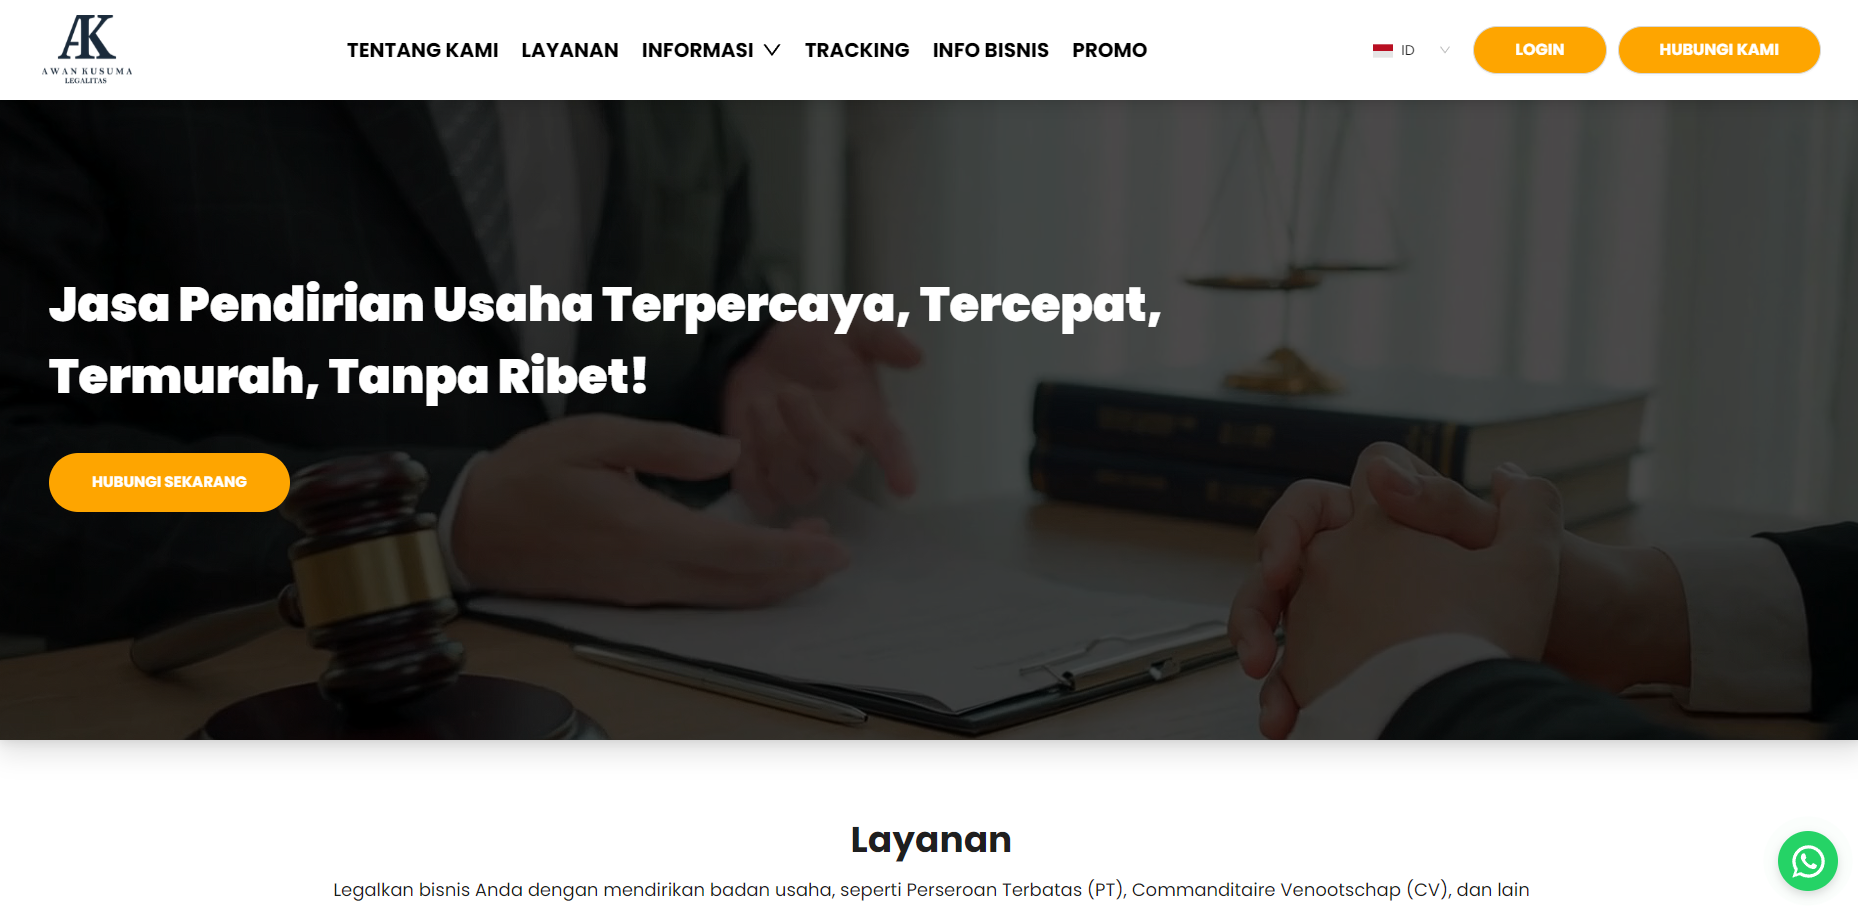 AK
AWAN KUSUMA
LEGALITAS
TENTANG KAMI LAYANAN INFORMASI TRACKING INFO BISNIS PROMO
ID
LOGIN
HUBUNGI KAMI
Jasa Pendirian Usaha Terpercaya, Tercepat,
Termurah, Tanpa Ribet!
HUBUNGI SEKARANG
Layanan
Legalkan bisnis Anda dengan mendirikan badan usaha, seperti Perseroan Terbatas (PT), Commanditaire Venootschap (CV), dan lain